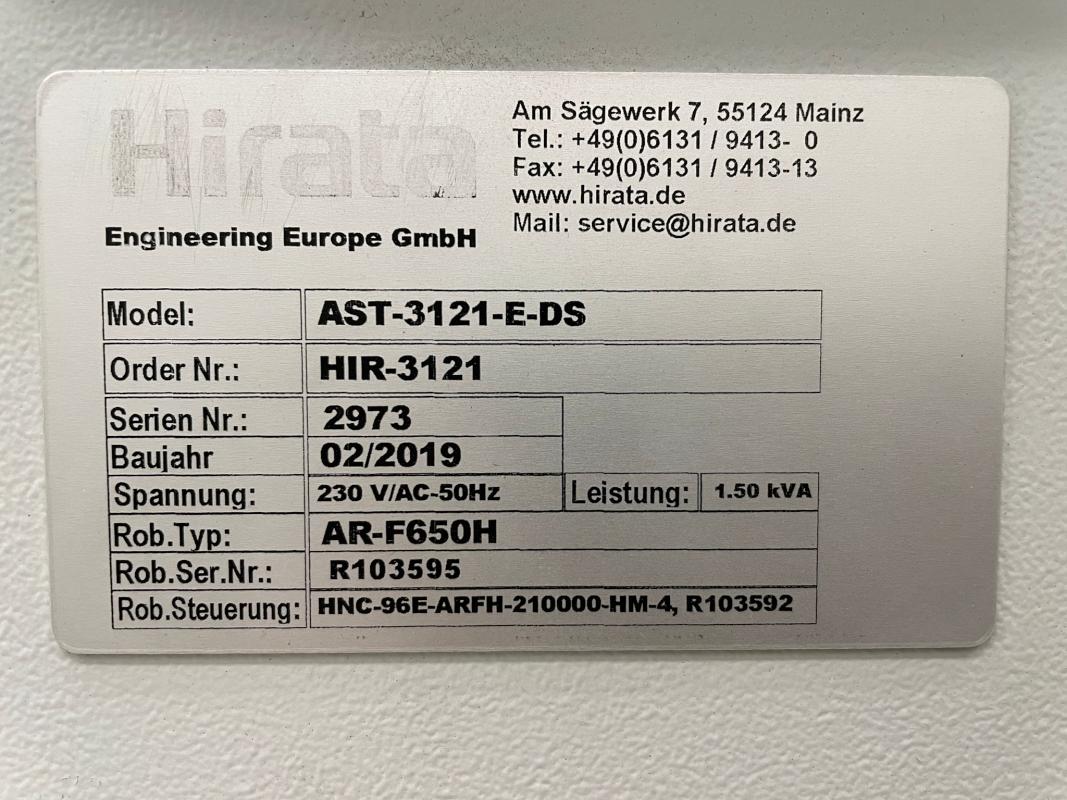 Hirata
Engineering Europe GmbH
Am Sägewerk 7, 55124 Mainz
Tel.: +49(0)6131 / 9413- 0
Fax: +49(0)6131 / 9413-13
www.hirata.de
Mail: service@hirata.de
Model: AST-3121-E-DS
Order Nr.: HIR-3121
Serien Nr.: 2973
Baujahr 02/2019
Spannung: 230 V/AC-50Hz Leistung: 1.50 kVA
Rob.Typ: AR-F650H
Rob.Ser.Nr.: R103595
Rob.Steuerung: HNC-96E-ARFH-210000-HM-4, R103592